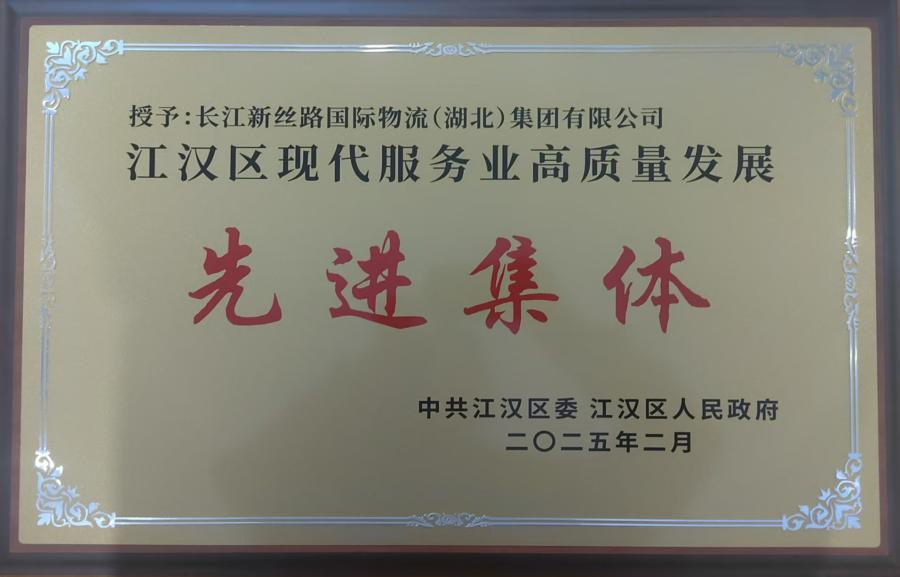 授予：长江新丝路国际物流（湖北）集团有限公司
江汉区现代服务业高质量发展
先进集体
中共江汉区委 江汉区人民政府
二〇二五年二月